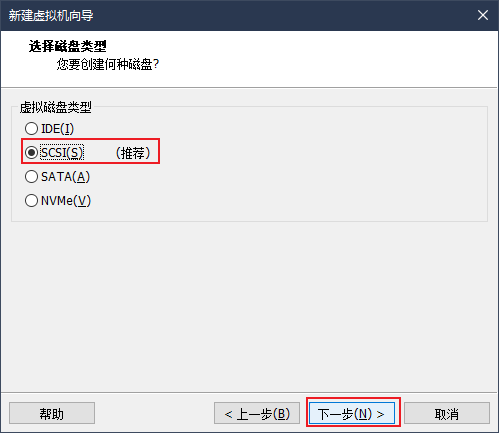 新建虚拟机向导
选择磁盘类型
您要创建何种磁盘?
虚拟磁盘类型
IDE(I)
SCSI(S) （推荐）
SATA(A)
NVMe(V)
帮助 < 上一步(B) 下一步(N) > 取消